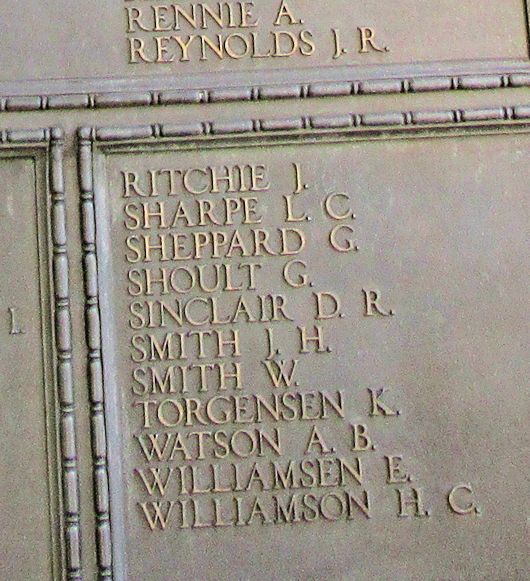 RENNIE A.
REYNOLDS J. R.
RITCHIE J.
SHARPE L. C.
SHEPPARD G.
SHOULT G.
SINCLAIR D. R.
SMITH J. H.
SMITH W.
TORGENSEN K.
WATSON A. B.
WILLIAMSEN E.
WILLIAMSON H. C.